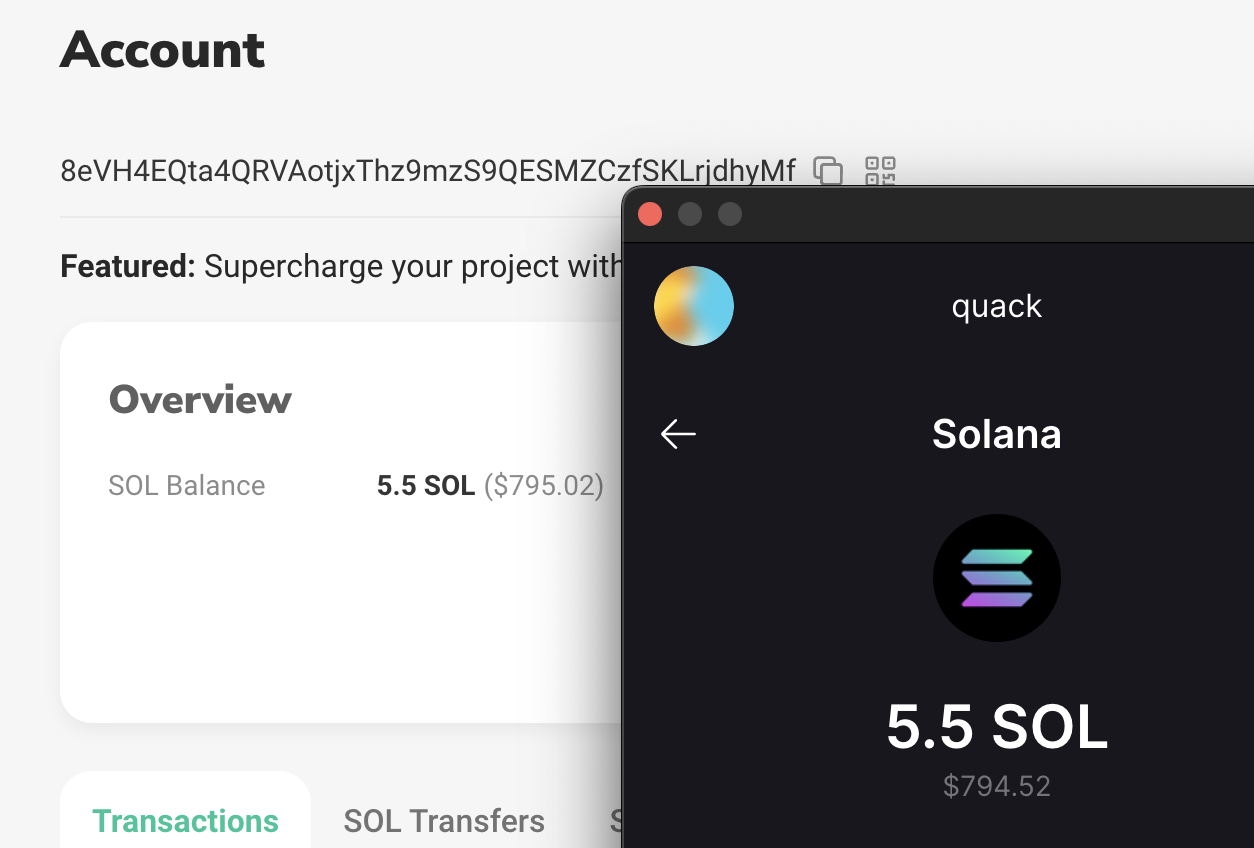 Account
8eVH4EQta4QRVAotjxThz9mzS9QESMZCzfSKLrjdhyMf
Featured: Supercharge your project with
Overview
SOL Balance 5.5 SOL ($795.02)
Transactions SOL Transfers S
quack
Solana
5.5 SOL
$794.52